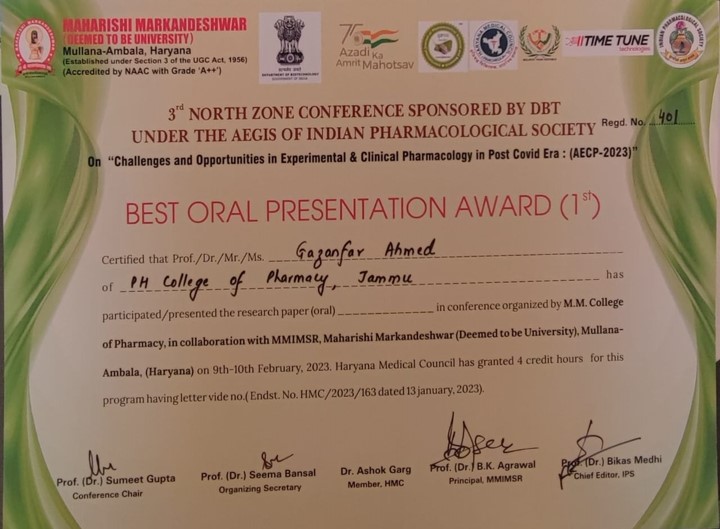 MAHARISHI MARKANDESHWAR
(DEEMED TO BE UNIVERSITY)
Mullana-Ambala, Haryana
(Established under Section 3 of the UGC Act, 1956)
(Accredited by NAAC with Grade 'A++')
DEPARTMENT OF BIOTECHNOLOGY
75
Azadi Ka
Amrit Mahotsav
TIME TUNE
technologies
INDIAN PHARMACOLOGICAL SOCIETY
3rd NORTH ZONE CONFERENCE SPONSORED BY DBT
UNDER THE AEGIS OF INDIAN PHARMACOLOGICAL SOCIETY
Regd. No. 401
On "Challenges and Opportunities in Experimental & Clinical Pharmacology in Post Covid Era : (AECP-2023)"
BEST ORAL PRESENTATION AWARD (1st)
Certified that Prof./Dr./Mr./Ms. Gazanfar Ahmed
of PH College of Pharmacy, Jammu has
participated/presented the research paper (oral) in conference organized by M.M. College
of Pharmacy, in collaboration with MMIMSR, Maharishi Markandeshwar (Deemed to be University), Mullana-
Ambala, (Haryana) on 9th-10th February, 2023. Haryana Medical Council has granted 4 credit hours for this
program having letter vide no.( Endst. No. HMC/2023/163 dated 13 january, 2023).
Prof. (Dr.) Sumeet Gupta
Conference Chair
Prof. (Dr.) Seema Bansal
Organizing Secretary
Dr. Ashok Garg
Member, HMC
Prof. (Dr.) B.K. Agrawal
Principal, MMIMSR
Prof. (Dr.) Bikas Medhi
Chief Editor, IPS